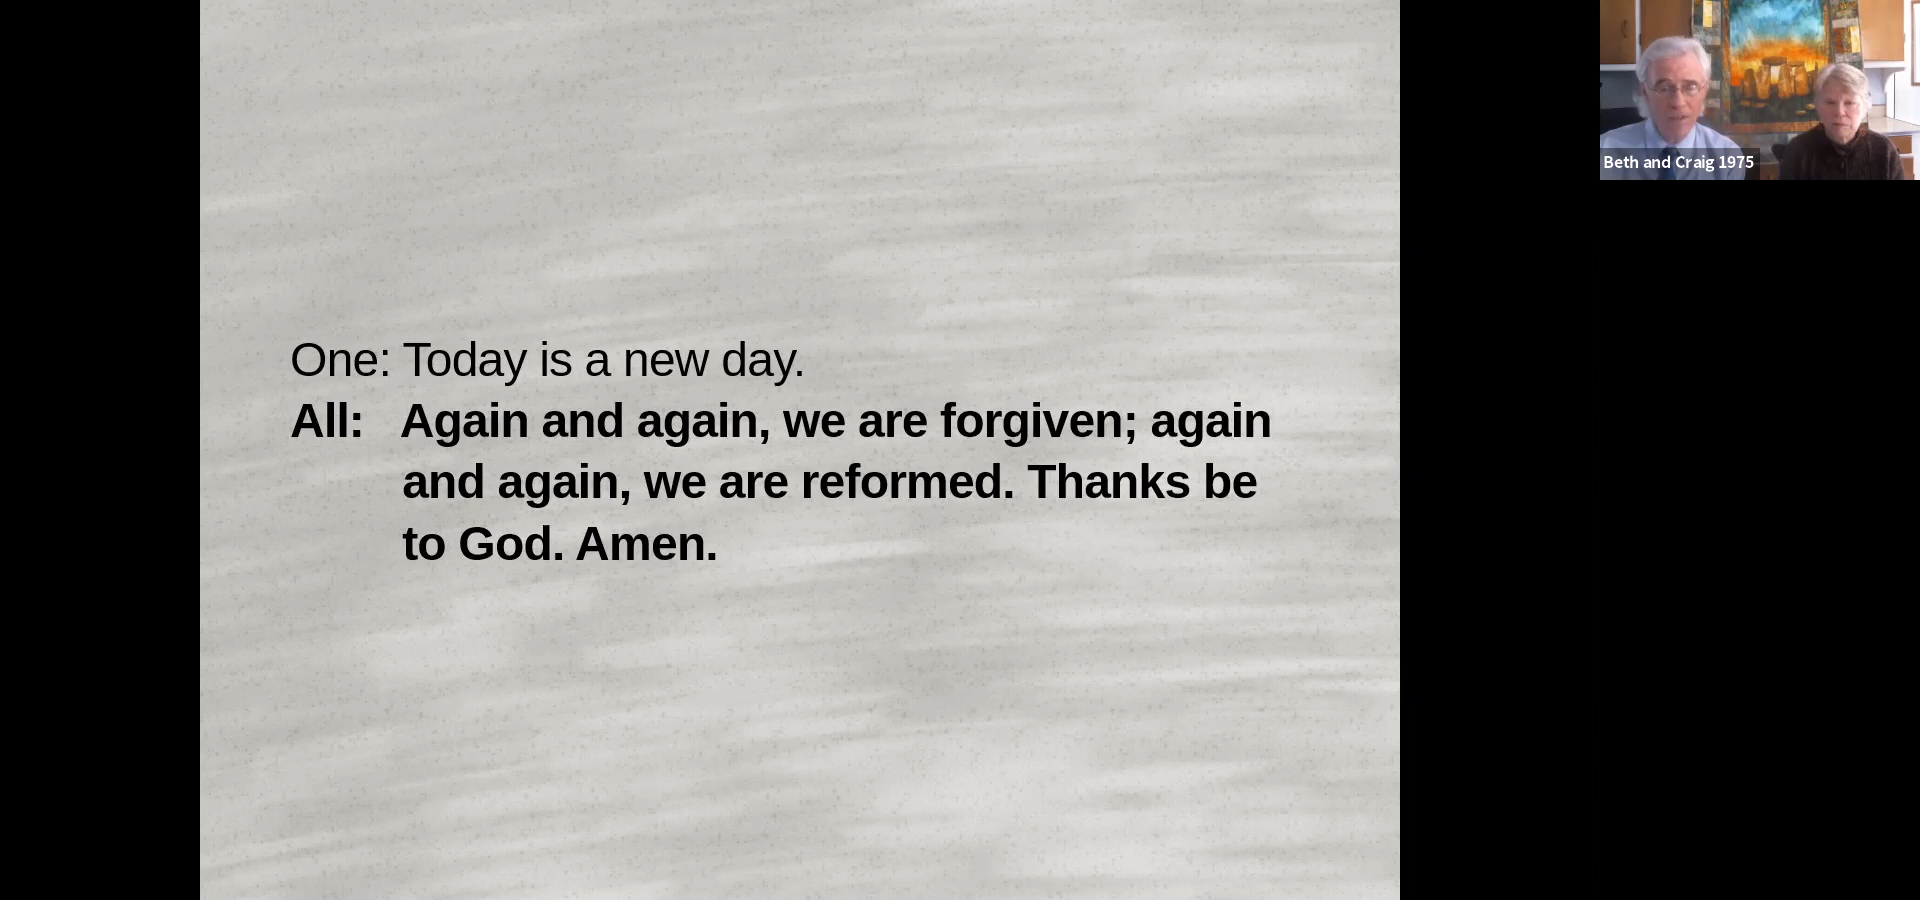 One: Today is a new day.
All: Again and again, we are forgiven; again
and again, we are reformed. Thanks be
to God. Amen.
Beth and Craig 1975